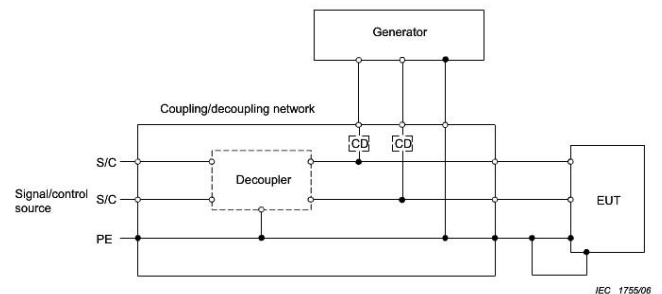 Generator
Coupling/decoupling network
CD CD
S/C
Decoupler
Signal/control
source
S/C
EUT
PE
IEC 1755/06